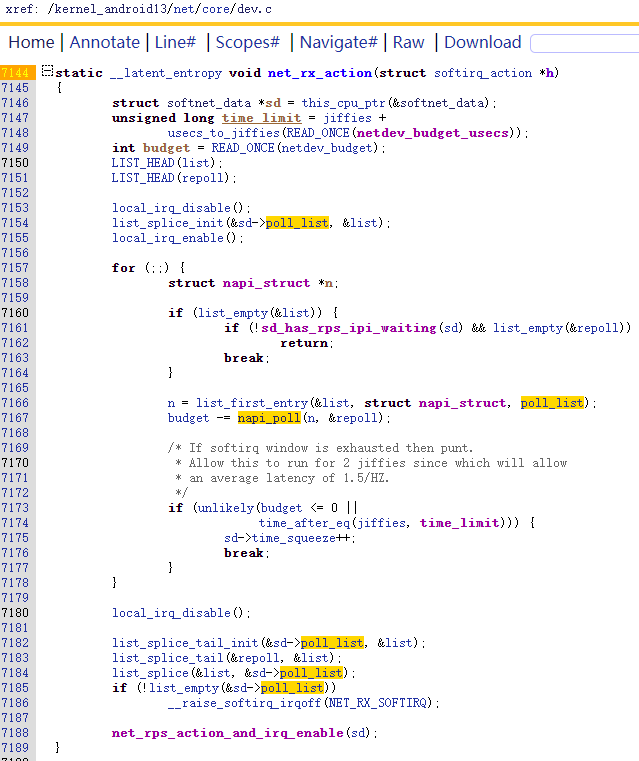 xref: /kernel_android13/net/core/dev.c
Home | Annotate | Line# | Scopes# | Navigate# | Raw | Download
7144 static __latent_entropy void net_rx_action(struct softirq_action *h)
7145 {
7146 struct softnet_data *sd = this_cpu_ptr(&softnet_data);
7147 unsigned long time_limit = jiffies +
7148 usecs_to_jiffies(READ_ONCE(netdev_budget_usecs));
7149 int budget = READ_ONCE(netdev_budget);
7150 LIST_HEAD(list);
7151 LIST_HEAD(repoll);
7152
7153 local_irq_disable();
7154 list_splice_init(&sd->poll_list, &list);
7155 local_irq_enable();
7156
7157 for (;;) {
7158 struct napi_struct *n;
7159
7160 if (list_empty(&list)) {
7161 if (!sd_has_rps_ipi_waiting(sd) && list_empty(&repoll))
7162 return;
7163 break;
7164 }
7165
7166 n = list_first_entry(&list, struct napi_struct, poll_list);
7167 budget -= napi_poll(n, &repoll);
7168
7169 /* If softirq window is exhausted then punt.
7170 * Allow this to run for 2 jiffies since which will allow
7171 * an average latency of 1.5/HZ.
7172 */
7173 if (unlikely(budget <= 0 ||
7174 time_after_eq(jiffies, time_limit))) {
7175 sd->time_squeeze++;
7176 break;
7177 }
7178 }
7179
7180 local_irq_disable();
7181
7182 list_splice_tail_init(&sd->poll_list, &list);
7183 list_splice_tail(&repoll, &list);
7184 list_splice(&list, &sd->poll_list);
7185 if (!list_empty(&sd->poll_list))
7186 __raise_softirq_irqoff(NET_RX_SOFTIRQ);
7187
7188 net_rps_action_and_irq_enable(sd);
7189 }